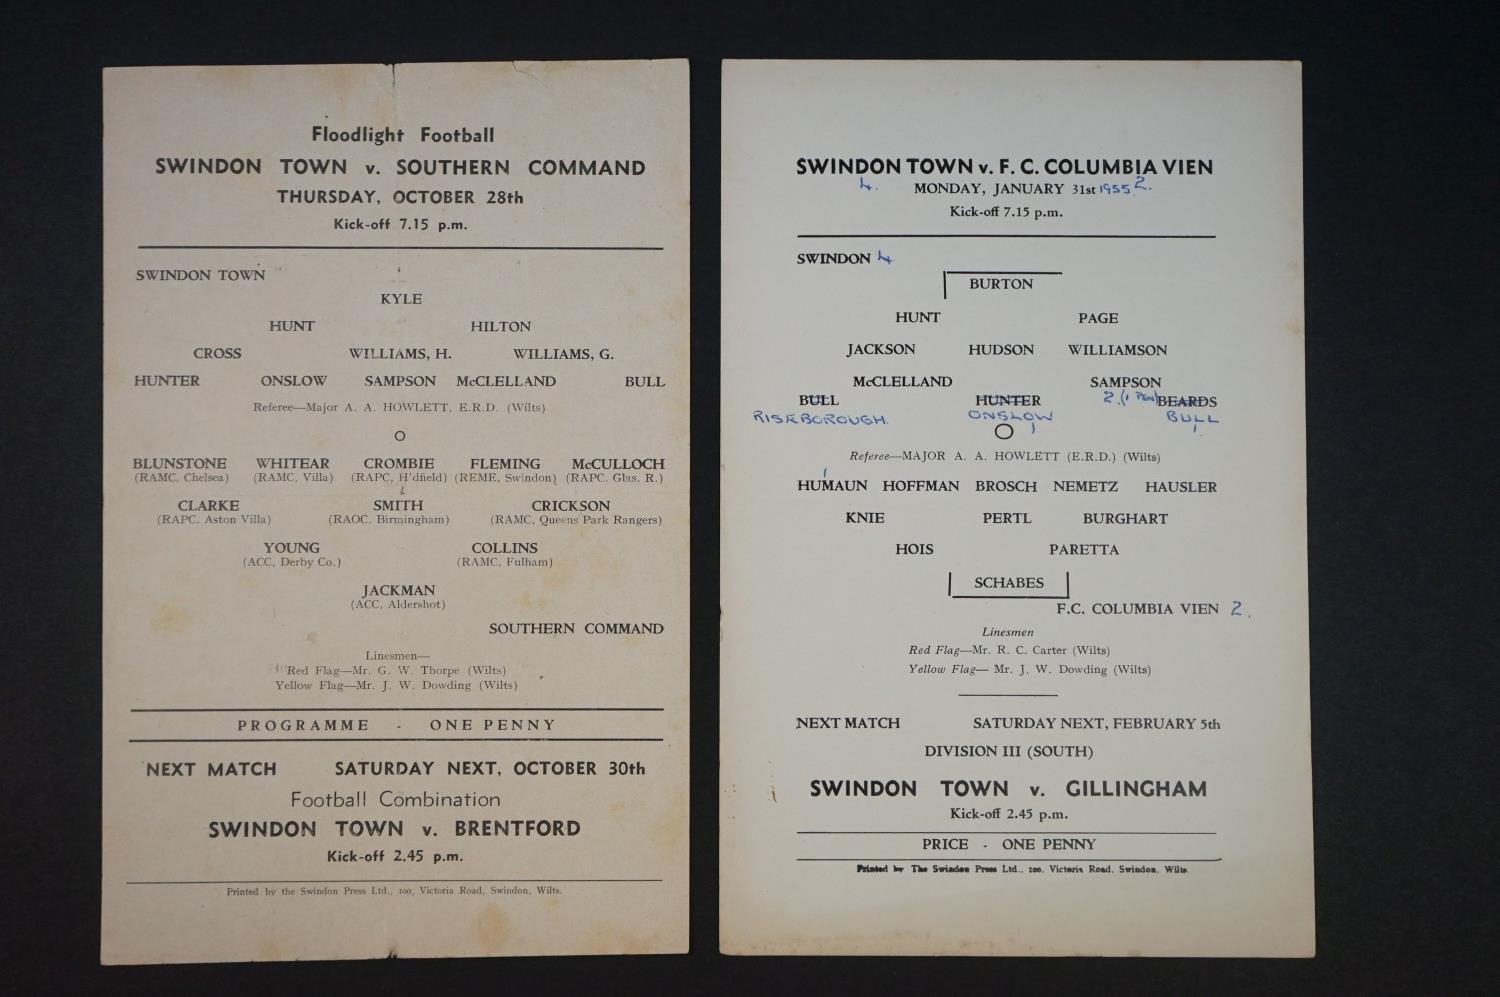 Floodlight Football
SWINDON TOWN v. SOUTHERN COMMAND
THURSDAY, OCTOBER 28th
Kick-off 7.15 p.m.
SWINDON TOWN
KYLE
HUNT HILTON
CROSS WILLIAMS, H. WILLIAMS, G.
HUNTER ONSLOW SAMPSON McCLELLAND BULL
Referee—Major A. A. HOWLETT, E.R.D. (Wilts)
O
BLUNSTONE WHITEAR CROMBIE FLEMING McCULLOCH
(RAMC, Chelsea) (RAMC, Villa) (RAPC, H'dfield) (REME, Swindon) (RAPC. Glas. R.)
CLARKE SMITH CRICKSON
(RAPC. Aston Villa) (RAOC, Birmingham) (RAMC, Queens Park Rangers)
YOUNG COLLINS
(ACC, Derby Co.) (RAMC, Fulham)
JACKMAN
(ACC, Aldershot)
SOUTHERN COMMAND
Linesmen—
Red Flag—Mr. G. W. Thorpe (Wilts)
Yellow Flag—Mr. J. W. Dowding (Wilts)
PROGRAMME - ONE PENNY
NEXT MATCH SATURDAY NEXT, OCTOBER 30th
Football Combination
SWINDON TOWN v. BRENTFORD
Kick-off 2.45 p.m.
Printed by the Swindon Press Ltd., 100, Victoria Road, Swindon, Wilts.
SWINDON TOWN v. F. C. COLUMBIA VIEN
4. MONDAY, JANUARY 31st 1955 2.
Kick-off 7.15 p.m.
SWINDON 4
BURTON
HUNT PAGE
JACKSON HUDSON WILLIAMSON
McCLELLAND SAMPSON
2. (1 PEN)
BULL HUNTER BEARDS
RISEBOROUGH. ONSLOW BULL
1 1
O
Referee—MAJOR A. A. HOWLETT (E.R.D.) (Wilts)
1
HUMAUN HOFFMAN BROSCH NEMETZ HAUSLER
KNIE PERTL BURGHART
HOIS PARETTA
SCHABES
F.C. COLUMBIA VIEN 2.
Linesmen
Red Flag—Mr. R. C. Carter (Wilts)
Yellow Flag— Mr. J. W. Dowding (Wilts)
NEXT MATCH SATURDAY NEXT, FEBRUARY 5th
DIVISION III (SOUTH)
SWINDON TOWN v. GILLINGHAM
Kick-off 2.45 p.m.
PRICE - ONE PENNY
Printed by The Swindon Press Ltd., 100, Victoria Road, Swindon, Wilts.